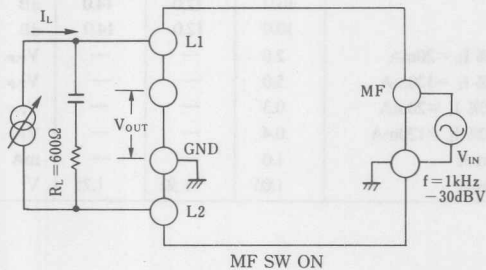 I_L
L1
MF
V_OUT
GND
R_L=600Ω
V_IN
f=1kHz
−30dBV
L2
MF SW ON